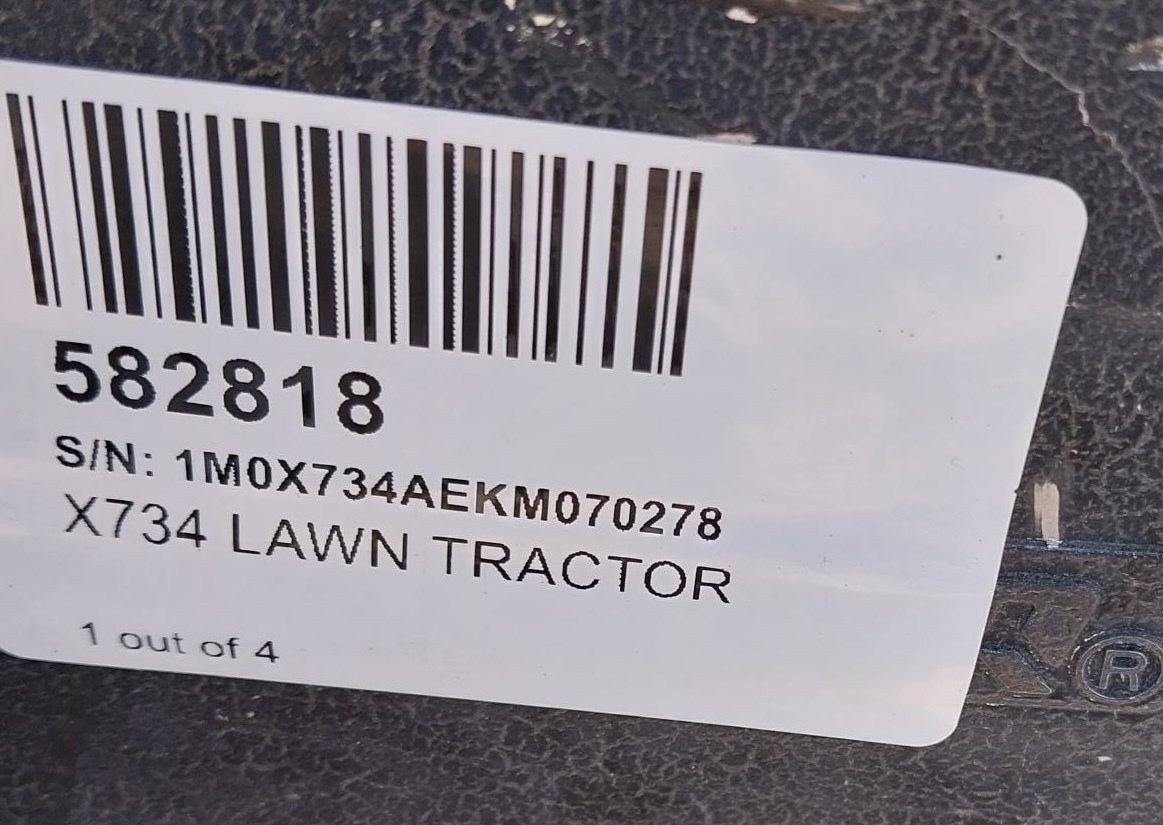 582818
S/N: 1M0X734AEKM070278
X734 LAWN TRACTOR
1 out of 4
K®